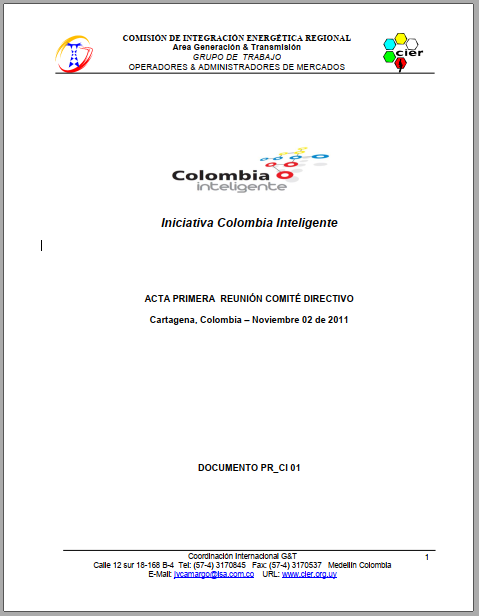 COMISIÓN DE INTEGRACIÓN ENERGÉTICA REGIONAL
Area Generación & Transmisión
GRUPO DE TRABAJO
OPERADORES & ADMINISTRADORES DE MERCADOS
cier
Colombia
inteligente
Iniciativa Colombia Inteligente
ACTA PRIMERA REUNIÓN COMITÉ DIRECTIVO
Cartagena, Colombia – Noviembre 02 de 2011
DOCUMENTO PR_CI 01
Coordinación Internacional G&T
1
Calle 12 sur 18-168 B-4 Tel: (57-4) 3170845 Fax: (57-4) 3170537 Medellín Colombia
E-Mail: jvcamargo@isa.com.co URL: www.cier.org.uy